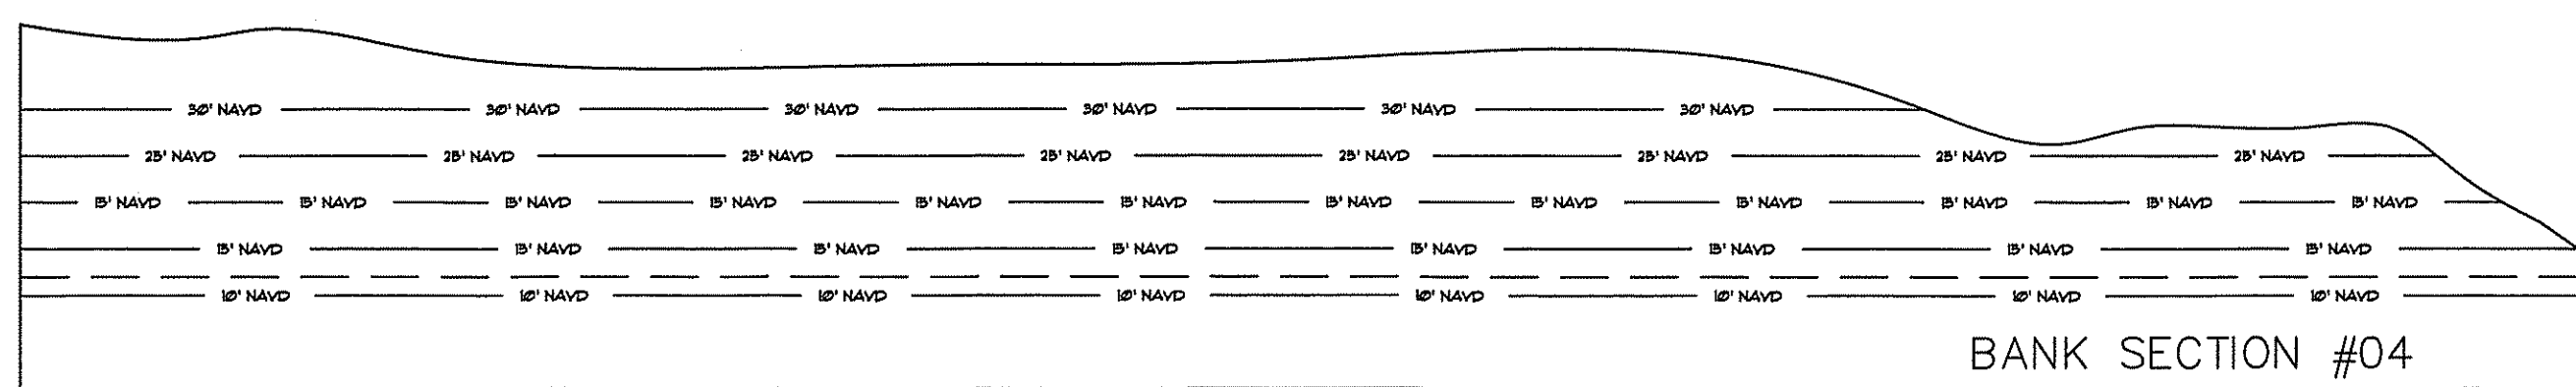 30' NAVD 30' NAVD 30' NAVD 30' NAVD 30' NAVD 30' NAVD
25' NAVD 25' NAVD 25' NAVD 25' NAVD 25' NAVD 25' NAVD 25' NAVD 25' NAVD
15' NAVD 15' NAVD 15' NAVD 15' NAVD 15' NAVD 15' NAVD 15' NAVD 15' NAVD 15' NAVD 15' NAVD 15' NAVD 15' NAVD
15' NAVD 15' NAVD 15' NAVD 15' NAVD 15' NAVD 15' NAVD 15' NAVD 15' NAVD
10' NAVD 10' NAVD 10' NAVD 10' NAVD 10' NAVD 10' NAVD 10' NAVD 10' NAVD
BANK SECTION #04